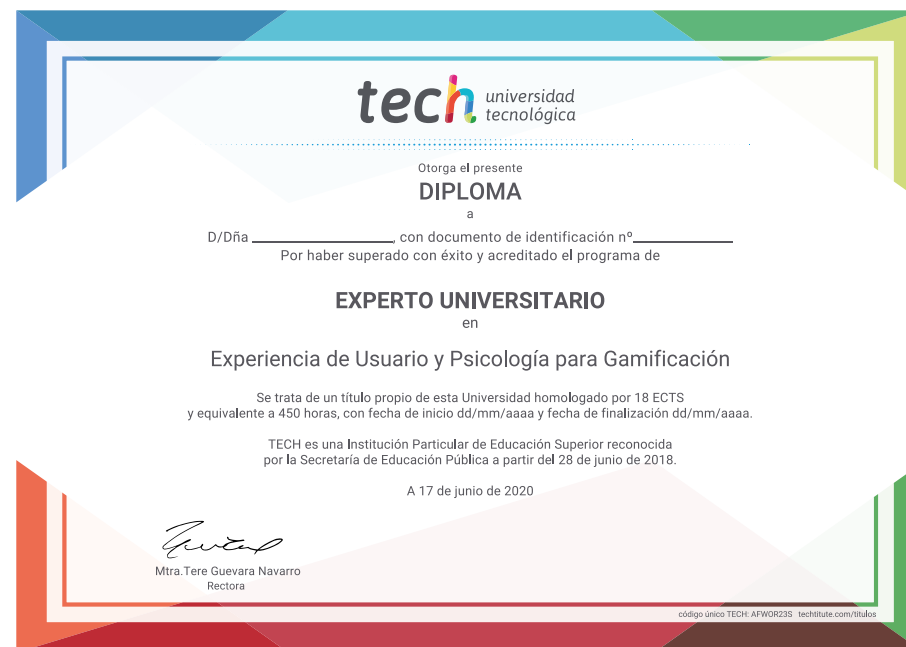 tech universidad
tecnológica
Otorga el presente
DIPLOMA
a
D/Dña ____________________, con documento de identificación nº______________
Por haber superado con éxito y acreditado el programa de
EXPERTO UNIVERSITARIO
en
Experiencia de Usuario y Psicología para Gamificación
Se trata de un título propio de esta Universidad homologado por 18 ECTS
y equivalente a 450 horas, con fecha de inicio dd/mm/aaaa y fecha de finalización dd/mm/aaaa.
TECH es una Institución Particular de Educación Superior reconocida
por la Secretaría de Educación Pública a partir del 28 de junio de 2018.
A 17 de junio de 2020
Mtra.Tere Guevara Navarro
Rectora
código único TECH: AFWOR23S techtitute.com/titulos